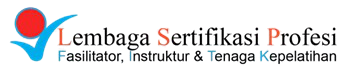 Lembaga Sertifikasi Profesi
Fasilitator, Instruktur & Tenaga Kepelatihan